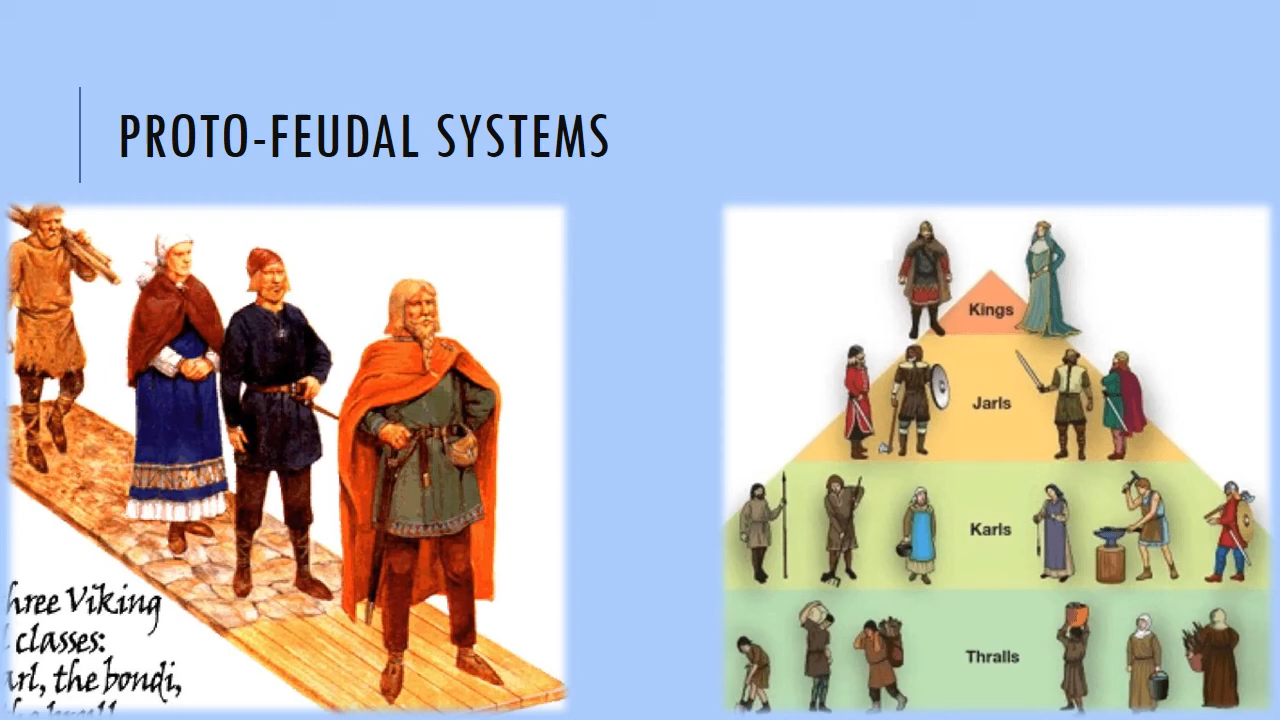 PROTO-FEUDAL SYSTEMS
hree Viking
classes:
arl, the bondi,
Kings
Jarls
Karls
Thralls